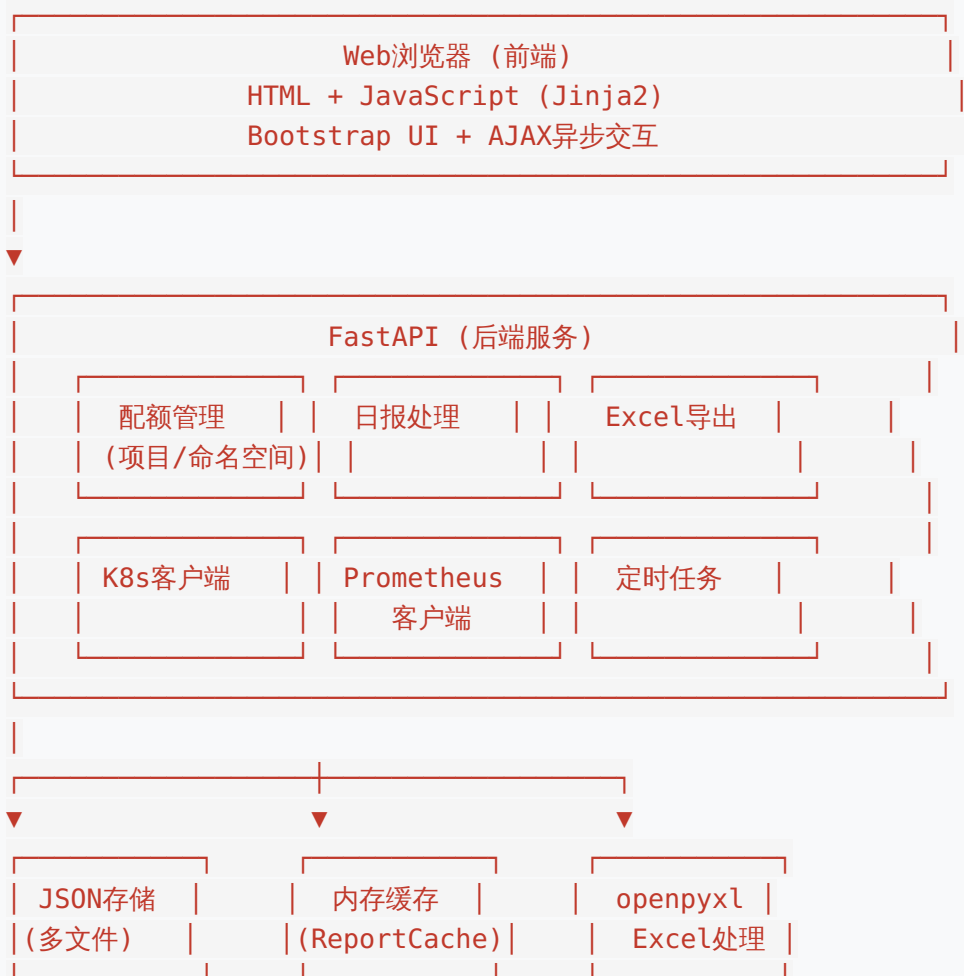 Web浏览器 (前端)
HTML + JavaScript (Jinja2)
Bootstrap UI + AJAX异步交互
FastAPI (后端服务)
配额管理 日报处理 Excel导出
(项目/命名空间)
K8s客户端 Prometheus 定时任务
客户端
JSON存储 内存缓存 openpyxl
(多文件) (ReportCache) Excel处理